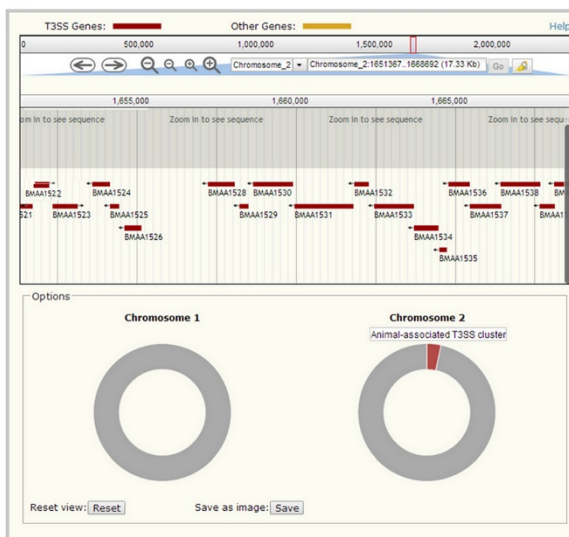 T3SS Genes: Other Genes: Help
0 500,000 1,000,000 1,500,000 2,000,000
Chromosome_2 Chromosome_2:1651367..1668692 (17.33 Kb) Go
1,655,000 1,660,000 1,665,000
oom in to see sequence Zoom in to see sequence Zoom in to see sequence Zoom in to see sequ
BMAA1522 BMAA1524 BMAA1528 BMAA1530 BMAA1532 BMAA1536 BMAA1538
521 BMAA1523 BMAA1525 BMAA1529 BMAA1531 BMAA1533 BMAA1537 BMAA1
BMAA1526 BMAA1534
BMAA1535
Options
Chromosome 1 Chromosome 2
Animal-associated T3SS cluster
Reset view: Reset Save as image: Save